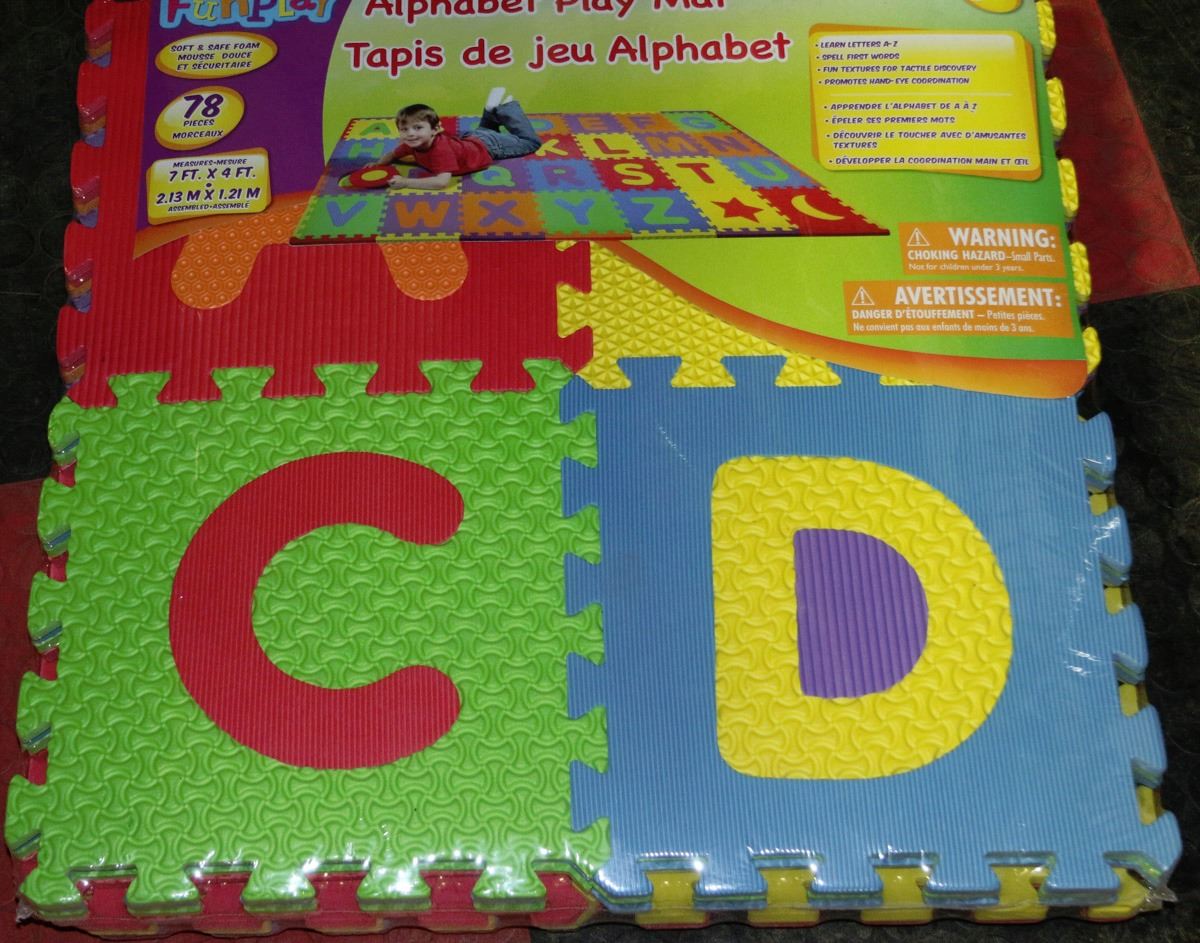 FunPlay
Alphabet Play Mat
Tapis de jeu Alphabet
SOFT & SAFE FOAM
MOUSSE DOUCE
ET SÉCURITAIRE
78
PIECES
MORCEAUX
MEASURES•MESURE
7 FT. X 4 FT.
•
2.13 M X 1.21 M
ASSEMBLED•ASSEMBLÉ
• LEARN LETTERS A-Z
• SPELL FIRST WORDS
• FUN TEXTURES FOR TACTILE DISCOVERY
• PROMOTES HAND-EYE COORDINATION
• APPRENDRE L'ALPHABET DE A À Z
• ÉPELER SES PREMIERS MOTS
• DÉCOUVRIR LE TOUCHER AVEC D'AMUSANTES
TEXTURES
• DÉVELOPPER LA COORDINATION MAIN ET ŒIL
A D E F G
H K L M N
Q R S T U
V W X Y Z
WARNING:
CHOKING HAZARD–Small Parts.
Not for children under 3 years.
AVERTISSEMENT:
DANGER D'ÉTOUFFEMENT – Petites pièces.
Ne convient pas aux enfants de moins de 3 ans.
C D